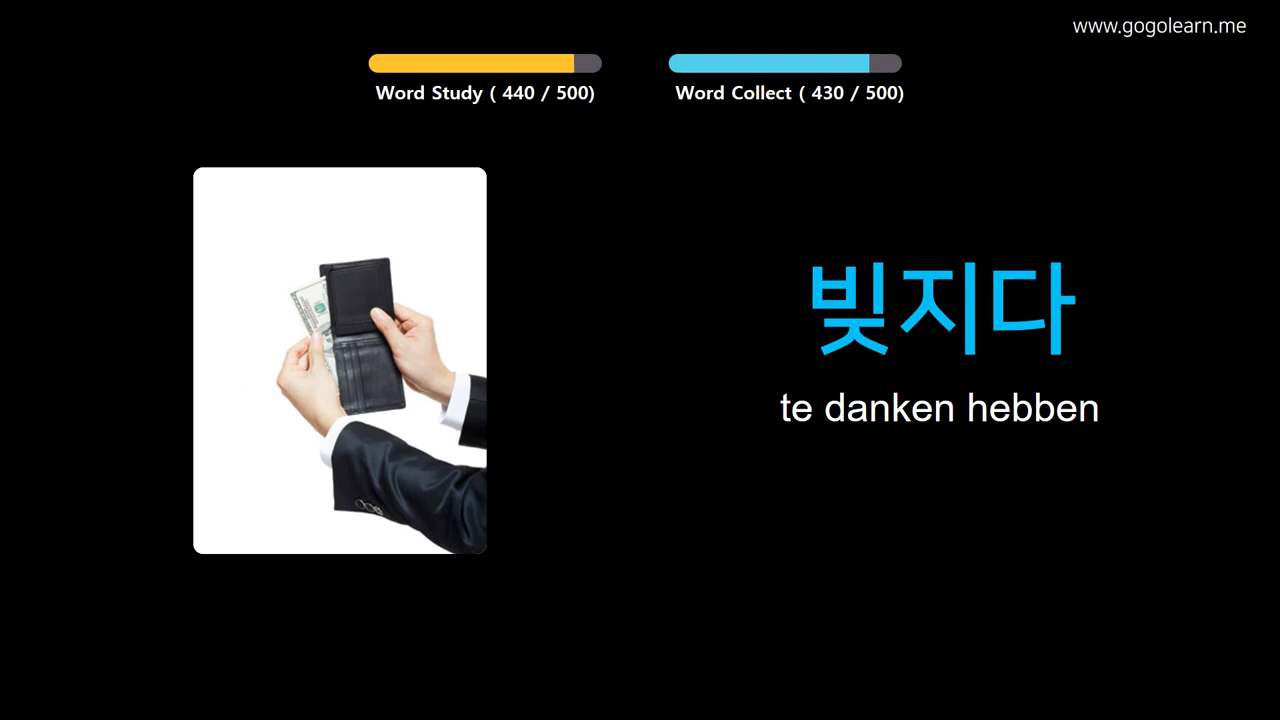 www.gogolearn.me
Word Study ( 440 / 500)
Word Collect ( 430 / 500)
빚지다
te danken hebben